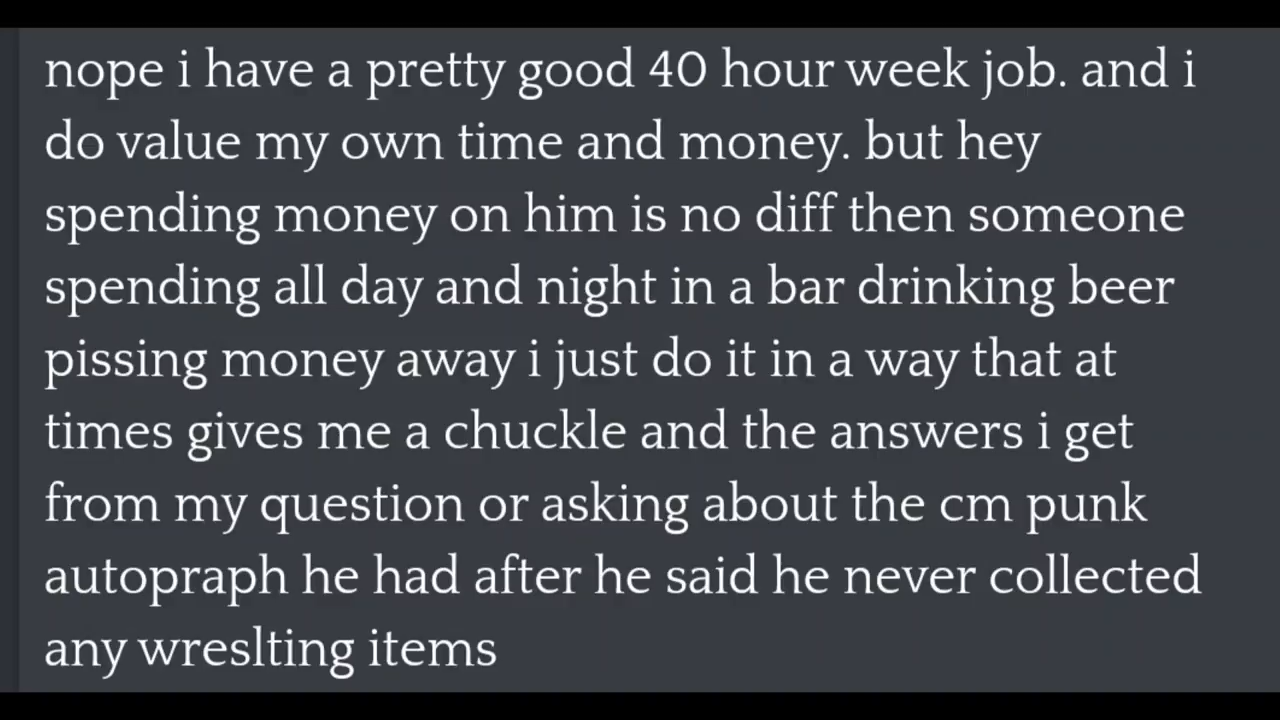 nope i have a pretty good 40 hour week job. and i
do value my own time and money. but hey
spending money on him is no diff then someone
spending all day and night in a bar drinking beer
pissing money away i just do it in a way that at
times gives me a chuckle and the answers i get
from my question or asking about the cm punk
autopraph he had after he said he never collected
any wreslting items